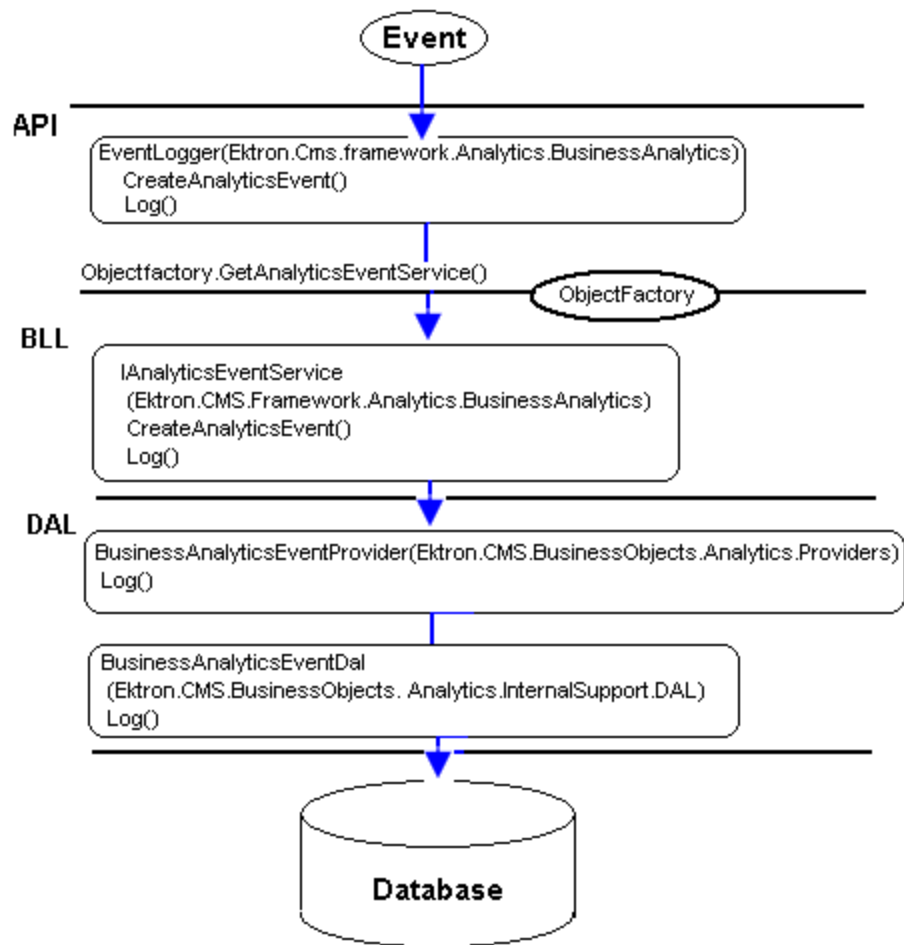 Event
API
EventLogger(Ektron.Cms.framework.Analytics.BusinessAnalytics)
CreateAnalyticsEvent()
Log()
Objectfactory.GetAnalyticsEventService()
ObjectFactory
BLL
IAnalyticsEventService
(Ektron.CMS.Framework.Analytics.BusinessAnalytics)
CreateAnalyticsEvent()
Log()
DAL
BusinessAnalyticsEventProvider(Ektron.CMS.BusinessObjects.Analytics.Providers)
Log()
BusinessAnalyticsEventDal
(Ektron.CMS.BusinessObjects. Analytics.InternalSupport.DAL)
Log()
Database